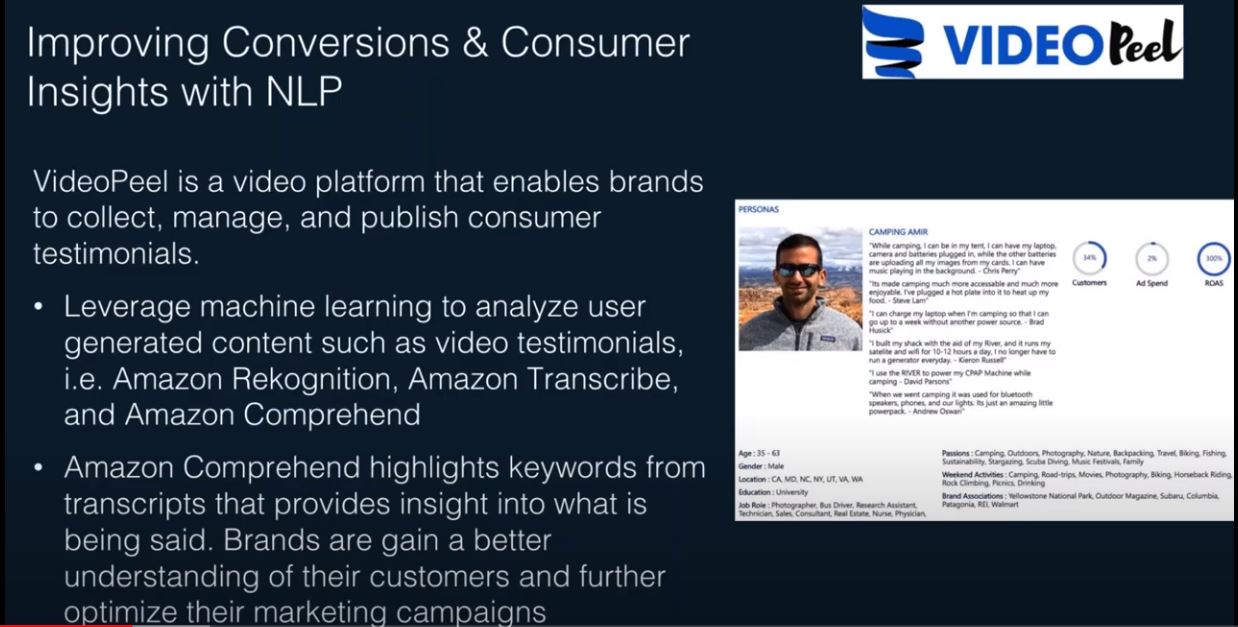 Improving Conversions & Consumer
Insights with NLP
VIDEO Peel
VideoPeel is a video platform that enables brands
to collect, manage, and publish consumer
testimonials.
• Leverage machine learning to analyze user
generated content such as video testimonials,
i.e. Amazon Rekognition, Amazon Transcribe,
and Amazon Comprehend
• Amazon Comprehend highlights keywords from
transcripts that provides insight into what is
being said. Brands are gain a better
understanding of their customers and further
optimize their marketing campaigns
PERSONAS
CAMPING AMIR
"While camping, I can be in my tent, I can have my laptop,
camera and batteries plugged in, while the other batteries
are uploading all my images from my cards. I can have
music playing in the background. - Chris Perry"
"Its made camping much more accessable and much more
enjoyable. I've plugged a hot plate into it to heat up my
food. - Steve Lam"
"I can charge my laptop when I'm camping so that I can
go up to a week without another power source. - Brad
Husick"
"I built my shack with the aid of my River, and it runs my
satelite and wifi for 10-12 hours a day, I no longer have to
run a generator everyday. - Kieron Russell"
"I use the RIVER to power my CPAP Machine while
camping - David Parsons"
"When we went camping it was used for bluetooth
speakers, phones, and our lights. Its just an amazing little
powerpack. - Andrew Oswari"
34%
Customers
2%
Ad Spend
300%
ROAS
Age : 35 - 63
Gender : Male
Location : CA, MD, NC, NY, UT, VA, WA
Education : University
Job Role : Photographer, Bus Driver, Research Assistant,
Technician, Sales, Consultant, Real Estate, Nurse, Physician,
Passions : Camping, Outdoors, Photography, Nature, Backpacking, Travel, Biking, Fishing,
Sustainability, Stargazing, Scuba Diving, Music Festivals, Family
Weekend Activities : Camping, Road-trips, Movies, Photography, Biking, Horseback Riding,
Rock Climbing, Picnics, Drinking
Brand Associations : Yellowstone National Park, Outdoor Magazine, Subaru, Columbia,
Patagonia, REI, Walmart